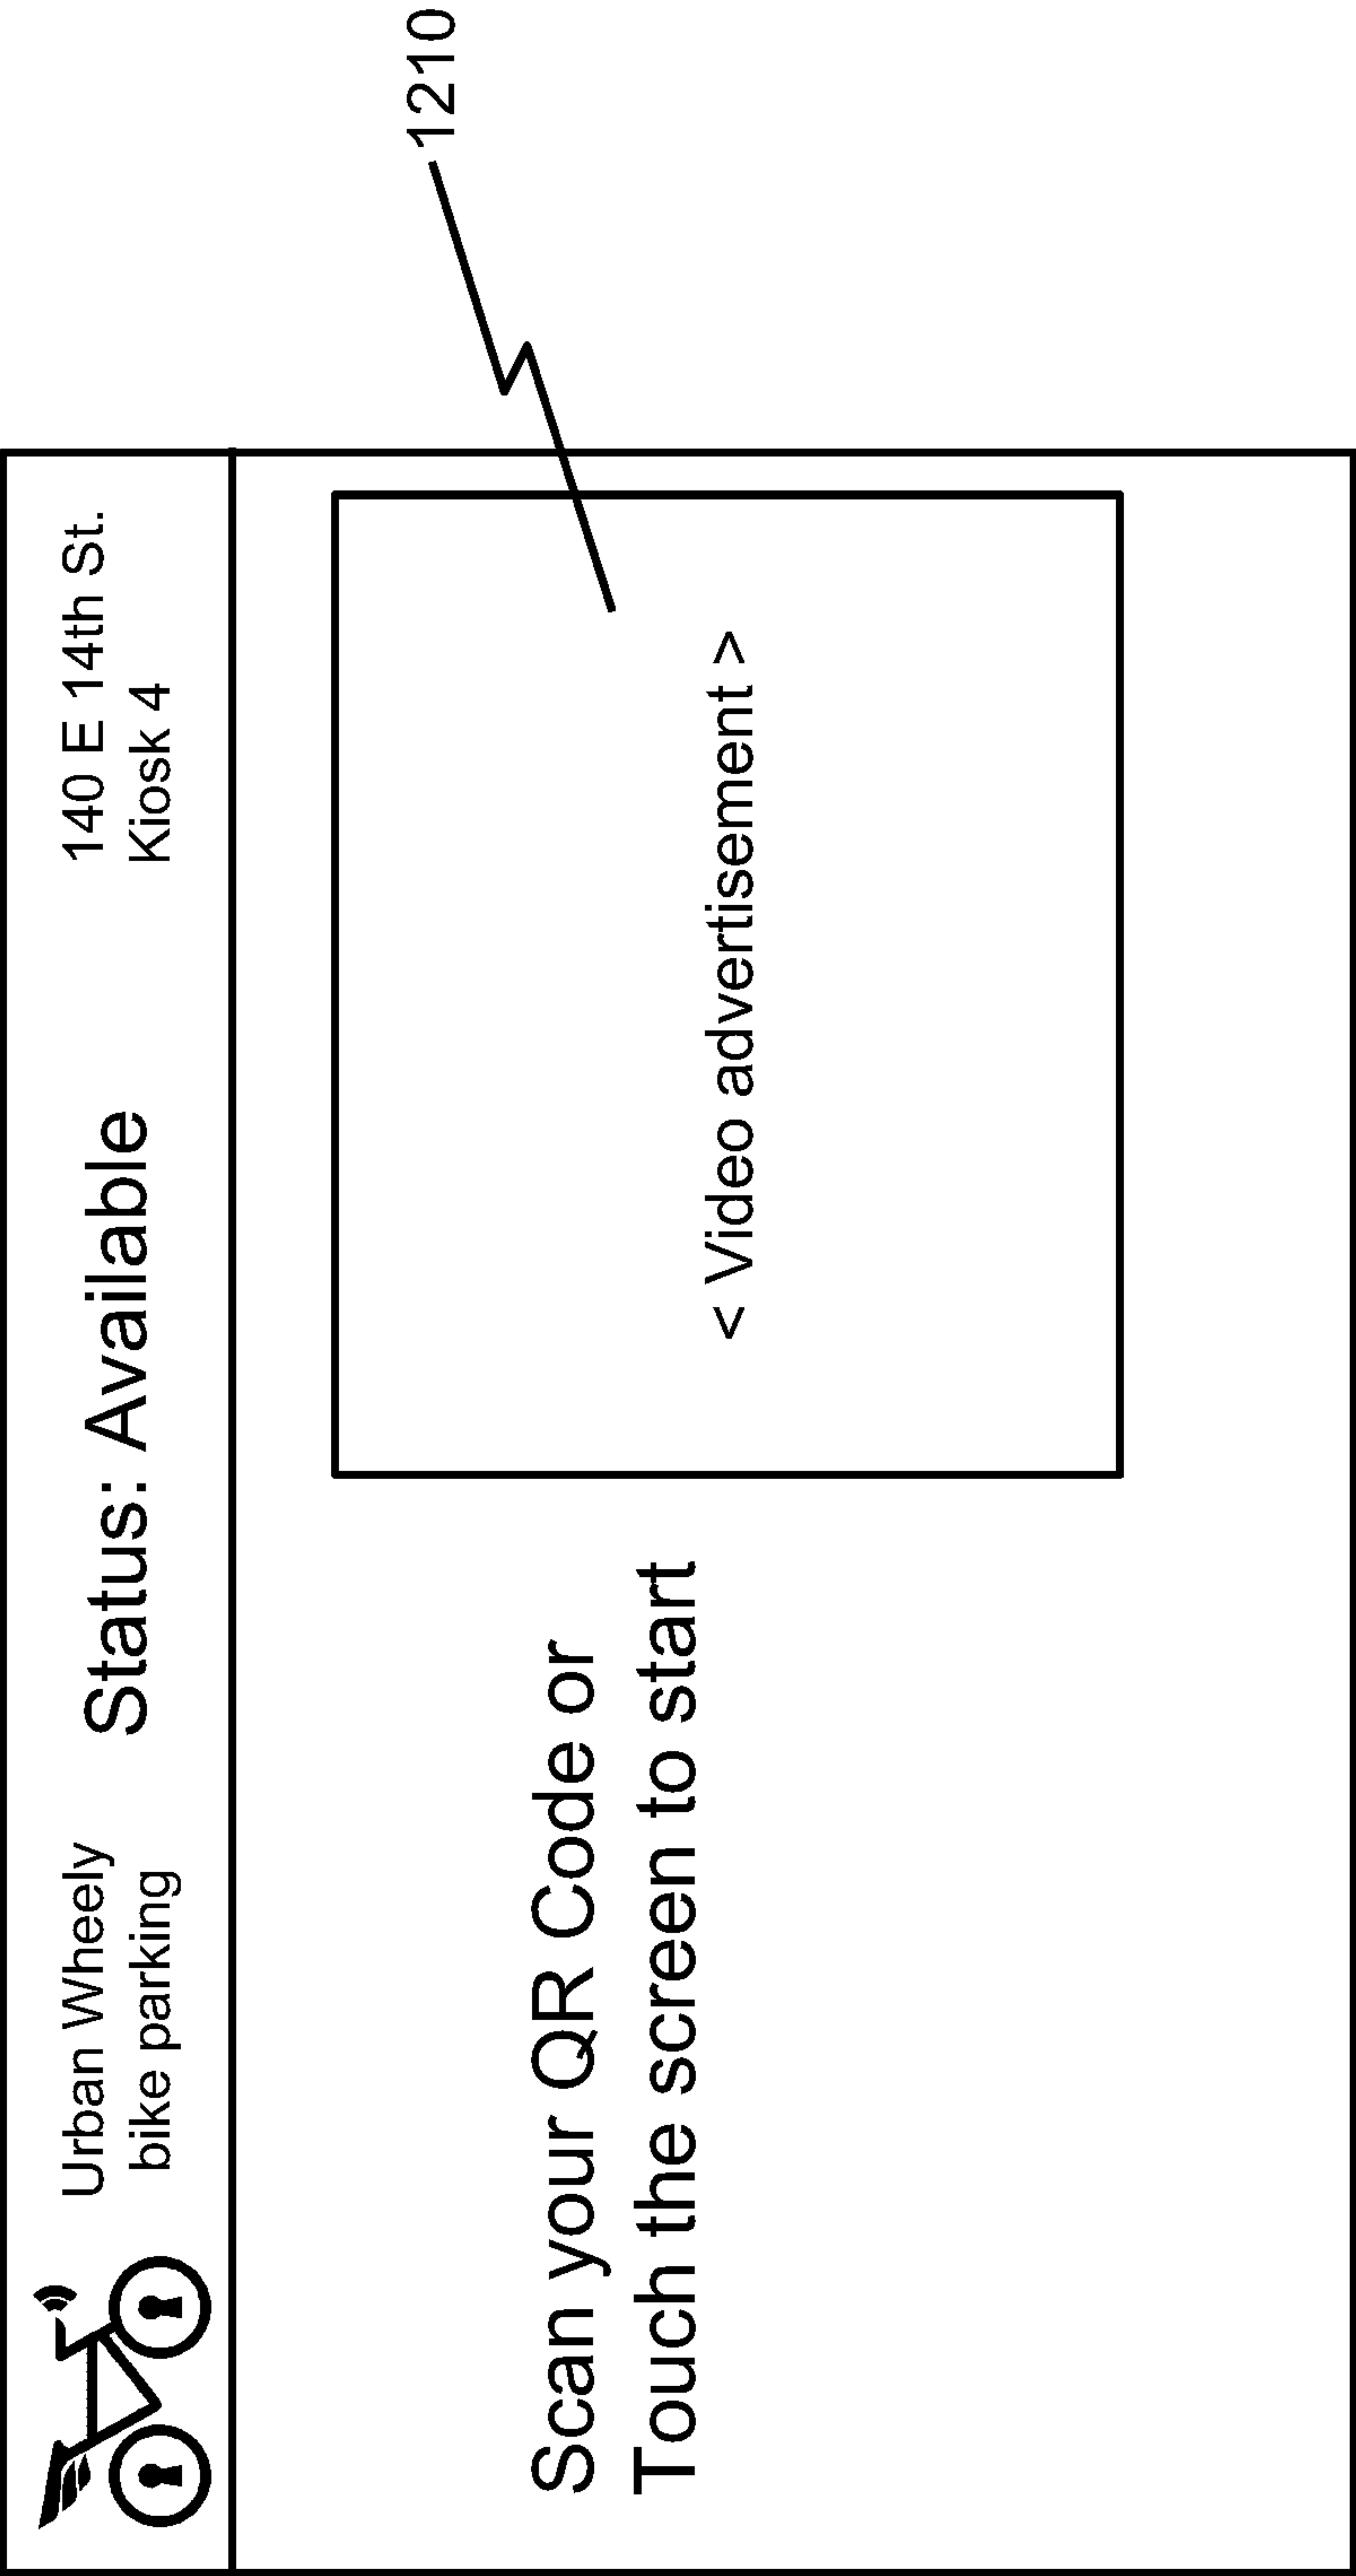 Urban Wheely
bike parking
Status: Available
140 E 14th St.
Kiosk 4
Scan your QR Code or
Touch the screen to start
< Video advertisement >
1210